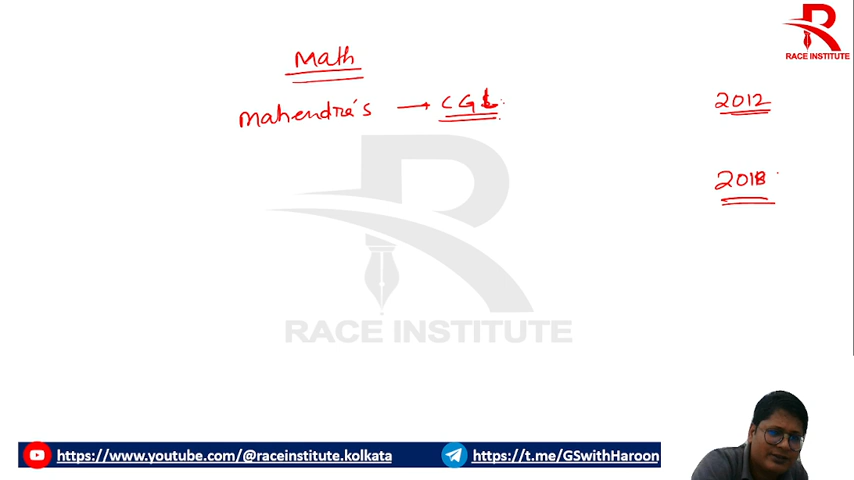 RACE INSTITUTE
Math
Mahendra's → CGL
2012
2018
RACE INSTITUTE
https://www.youtube.com/@raceinstitute.kolkata
https://t.me/GSwithHaroon